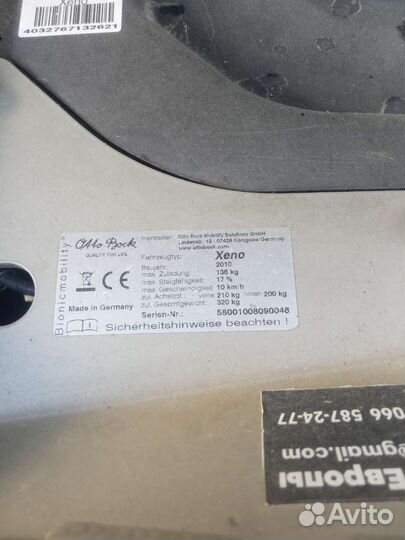 Xeno
4032767132621
Bionicmobility®
Otto Bock
QUALITY FOR LIFE
Made in Germany
Hersteller: Otto Bock Mobility Solutions GmbH
Lindenstr. 13 - 07426 Königsee/Germany
www.ottobock.com
Fahrzeugtyp: Xeno
Baujahr: 2010
max. Zuladung: 136 kg
max. Steigfähigkeit: 17 %
max. Geschwindigkeit: 10 km/h
zul. Achslast: vorne 210 kg hinten 200 kg
zul. Gesamtgewicht: 320 kg
Serien-Nr.: 58001008090048
Sicherheitshinweise beachten !
Европы
@gmail.com
066 587-24-77
Avito